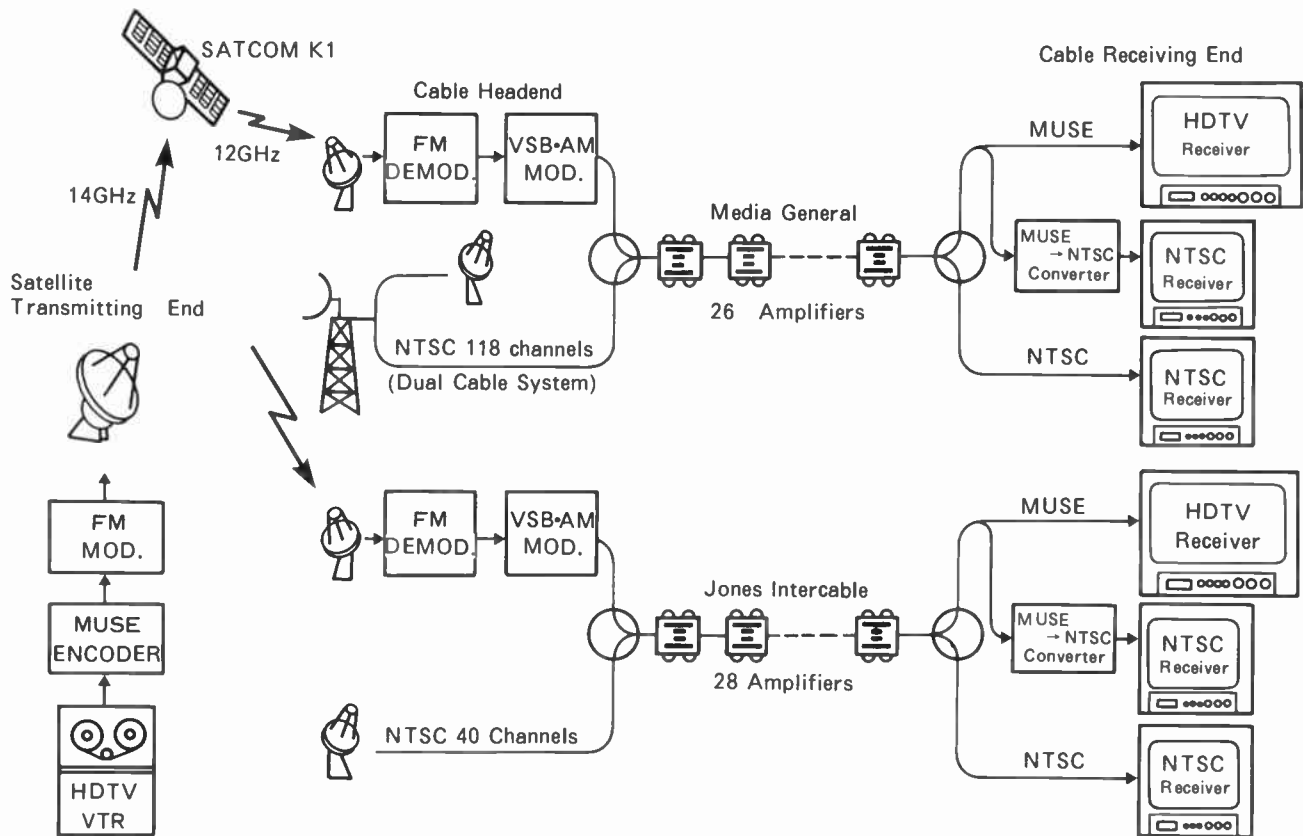 SATCOM K1
12GHz
14GHz
Satellite
Transmitting End
FM
MOD.
MUSE
ENCODER
HDTV
VTR
Cable Headend
FM
DEMOD.
VSB•AM
MOD.
NTSC 118 channels
(Dual Cable System)
Media General
26 Amplifiers
Cable Receiving End
MUSE
HDTV
Receiver
MUSE
→NTSC
Converter
NTSC
Receiver
NTSC
NTSC
Receiver
FM
DEMOD.
VSB•AM
MOD.
NTSC 40 Channels
Jones Intercable
28 Amplifiers
MUSE
HDTV
Receiver
MUSE
→NTSC
Converter
NTSC
Receiver
NTSC
NTSC
Receiver